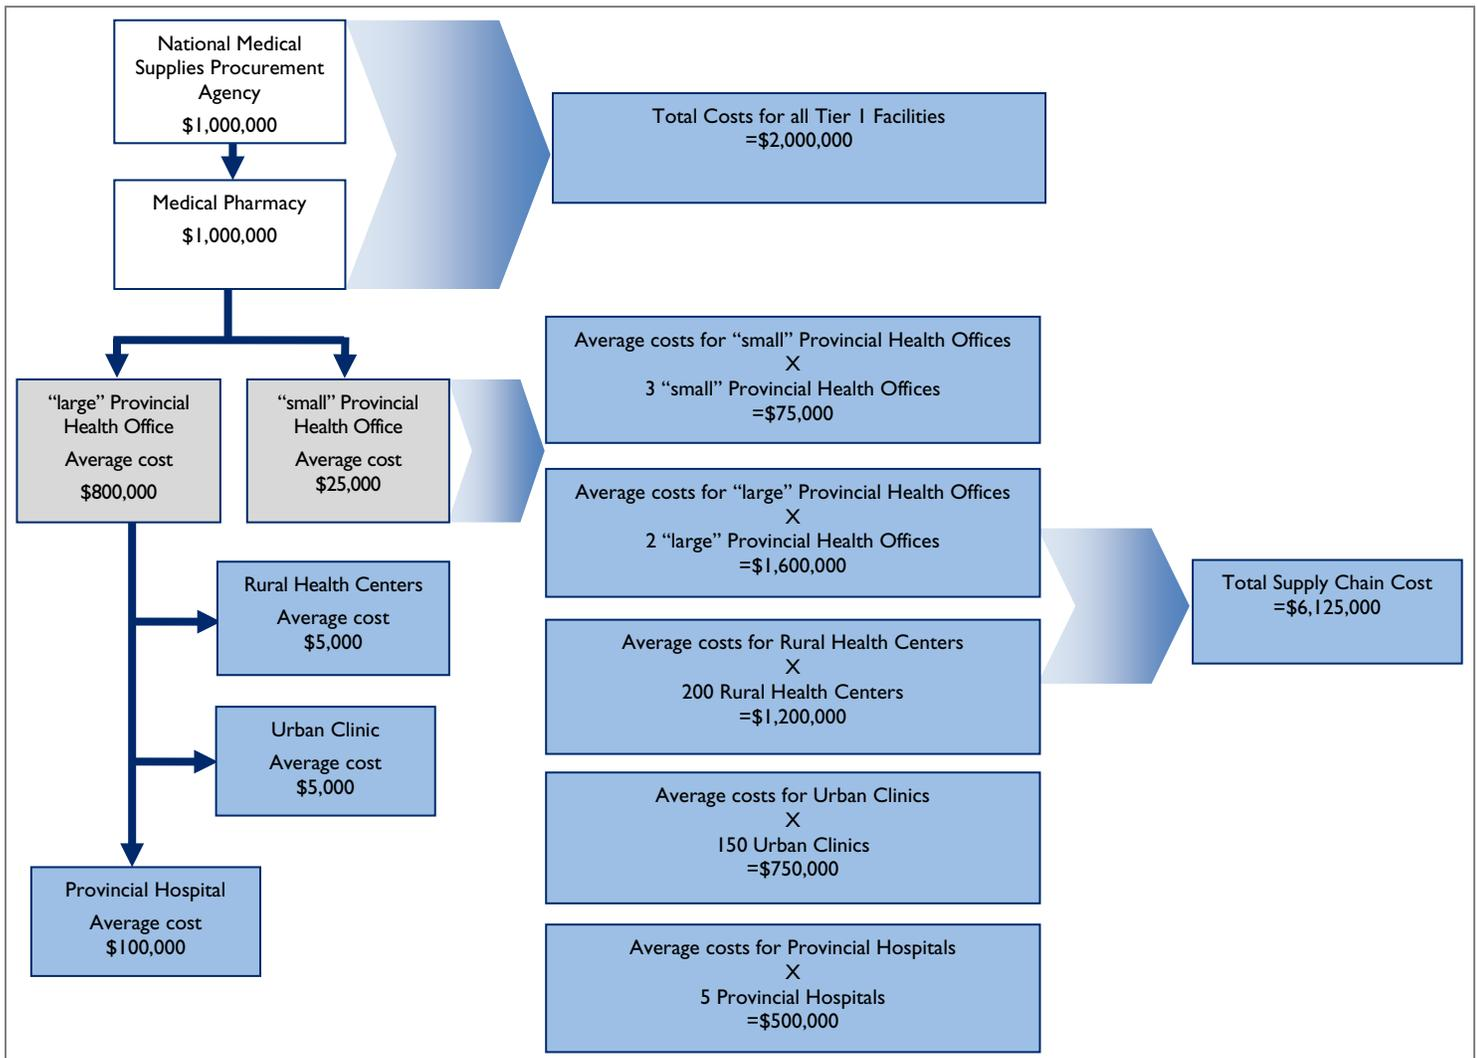 National Medical
Supplies Procurement
Agency
$1,000,000
Total Costs for all Tier 1 Facilities
=$2,000,000
Medical Pharmacy
$1,000,000
Average costs for “small” Provincial Health Offices
X
3 “small” Provincial Health Offices
=$75,000
“large” Provincial
Health Office
Average cost
$800,000
“small” Provincial
Health Office
Average cost
$25,000
Average costs for “large” Provincial Health Offices
X
2 “large” Provincial Health Offices
=$1,600,000
Total Supply Chain Cost
=$6,125,000
Rural Health Centers
Average cost
$5,000
Average costs for Rural Health Centers
X
200 Rural Health Centers
=$1,200,000
Urban Clinic
Average cost
$5,000
Average costs for Urban Clinics
X
150 Urban Clinics
=$750,000
Provincial Hospital
Average cost
$100,000
Average costs for Provincial Hospitals
X
5 Provincial Hospitals
=$500,000